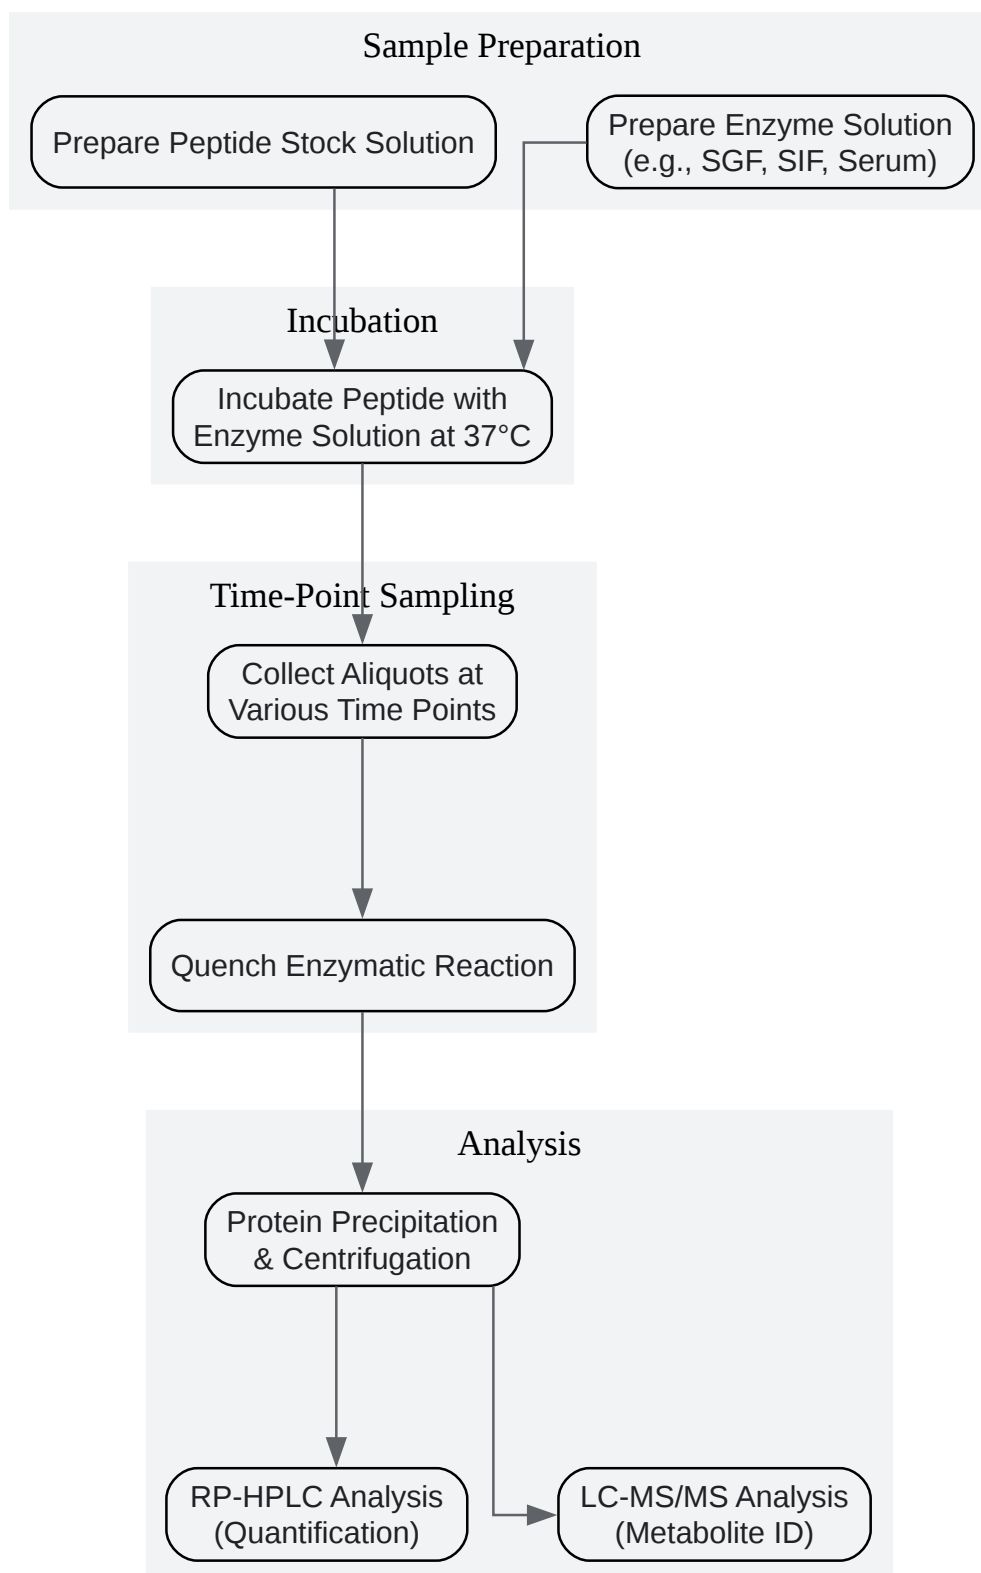 Sample Preparation
Prepare Peptide Stock Solution
Prepare Enzyme Solution
(e.g., SGF, SIF, Serum)
Incubation
Incubate Peptide with
Enzyme Solution at 37°C
Time-Point Sampling
Collect Aliquots at
Various Time Points
Quench Enzymatic Reaction
Analysis
Protein Precipitation
& Centrifugation
RP-HPLC Analysis
(Quantification)
LC-MS/MS Analysis
(Metabolite ID)